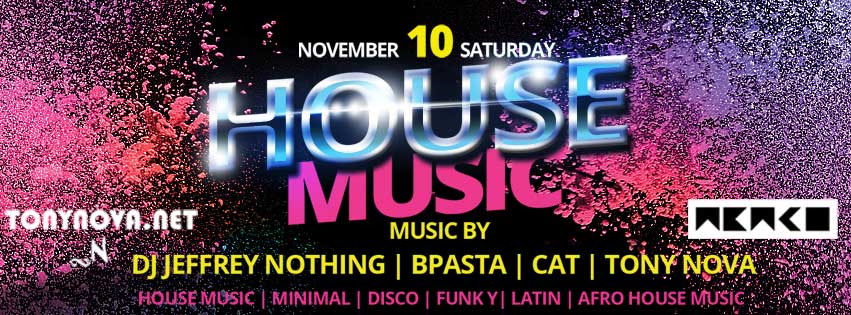 NOVEMBER 10 SATURDAY
HOUSE
MUSIC
TONYNOVA.NET
N
MUSIC BY
DJ JEFFREY NOTHING | BPASTA | CAT | TONY NOVA
HOUSE MUSIC | MINIMAL | DISCO | FUNK Y| LATIN | AFRO HOUSE MUSIC